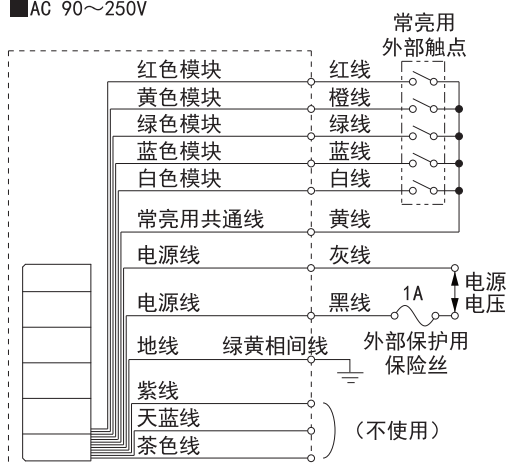 ■AC 90～250V
常亮用
外部触点
红色模块 红线
黄色模块 橙线
绿色模块 绿线
蓝色模块 蓝线
白色模块 白线
常亮用共通线 黄线
电源线 灰线
电源
电压
电源线 黑线 1A
外部保护用
保险丝
地线 绿黄相间线
紫线
天蓝线 （不使用）
茶色线